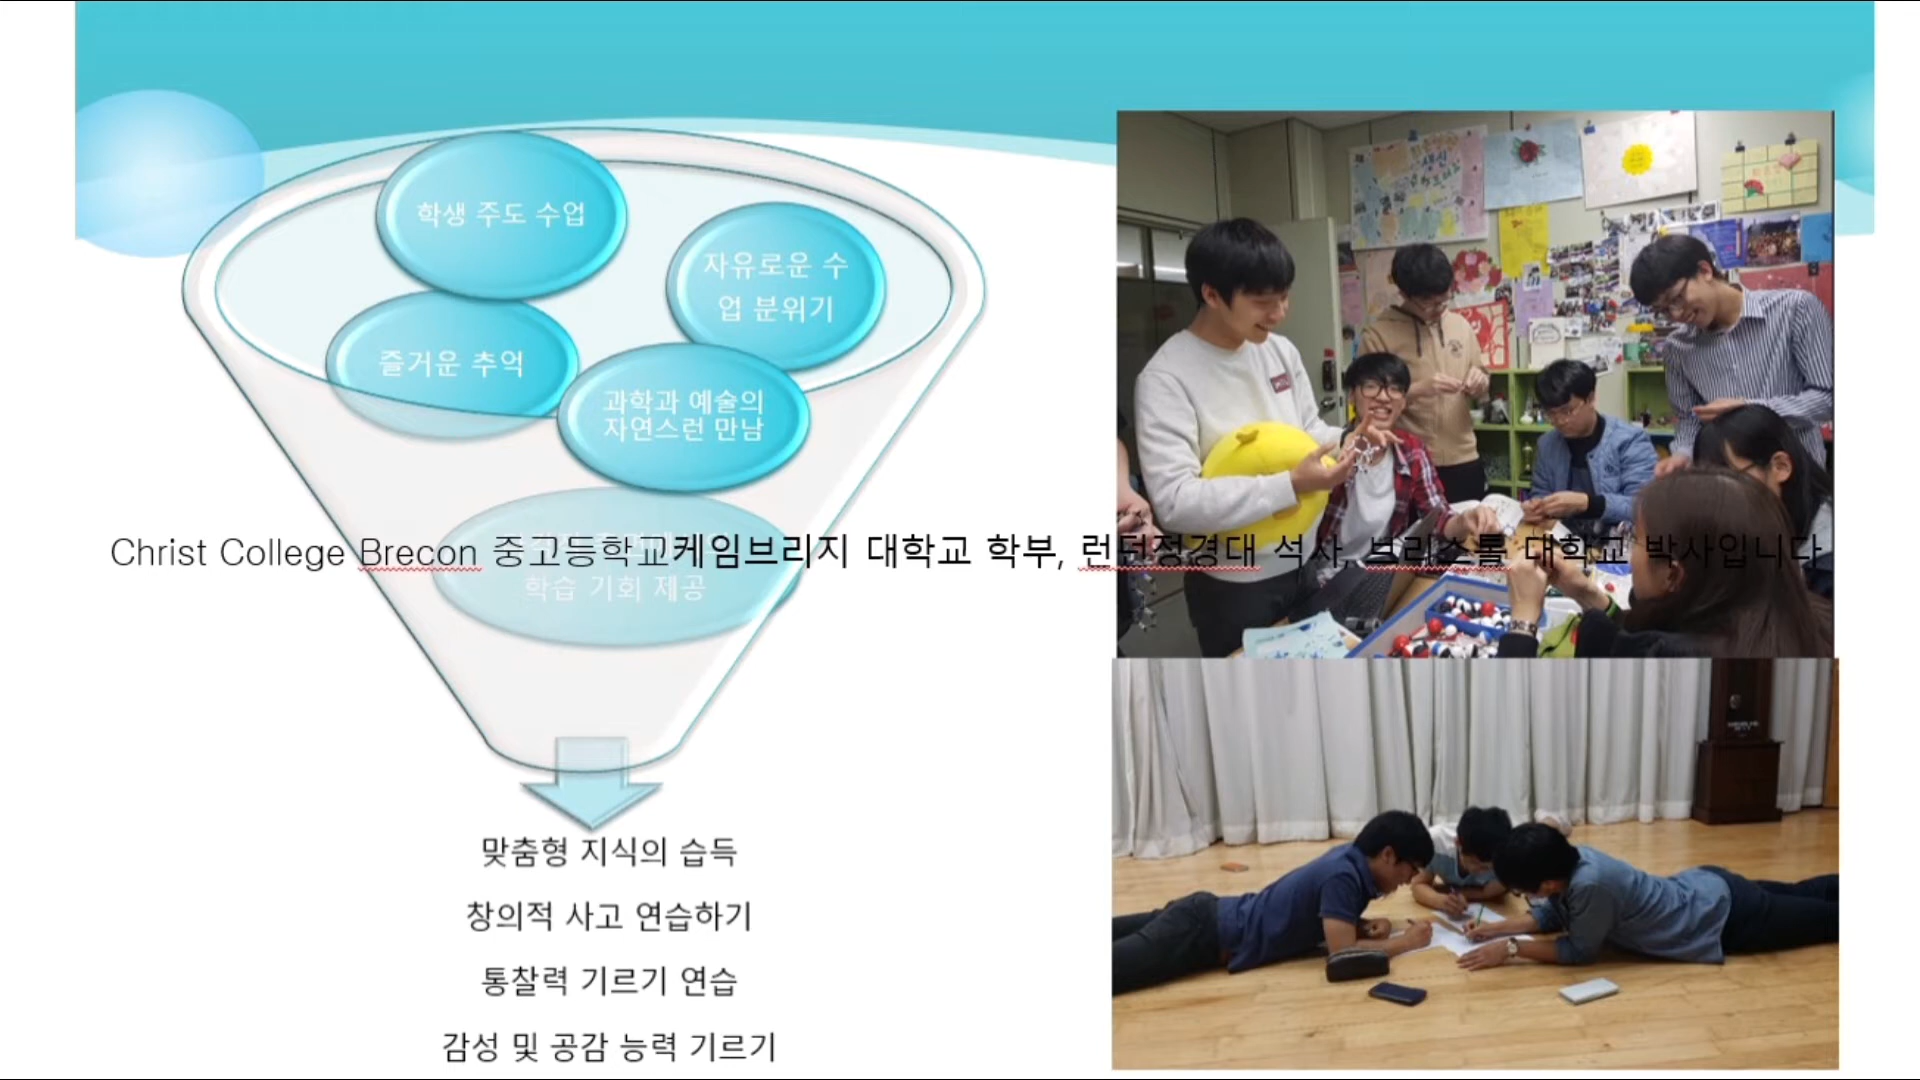 학생 주도 수업
자유로운 수
업 분위기
즐거운 추억
과학과 예술의
자연스런 만남
Christ College Brecon 중고등학교케임브리지 대학교 학부, 런던정경대 석사, 브리스톨 대학교 박사입니다
학습 기회 제공
맞춤형 지식의 습득
창의적 사고 연습하기
통찰력 기르기 연습
감성 및 공감 능력 기르기